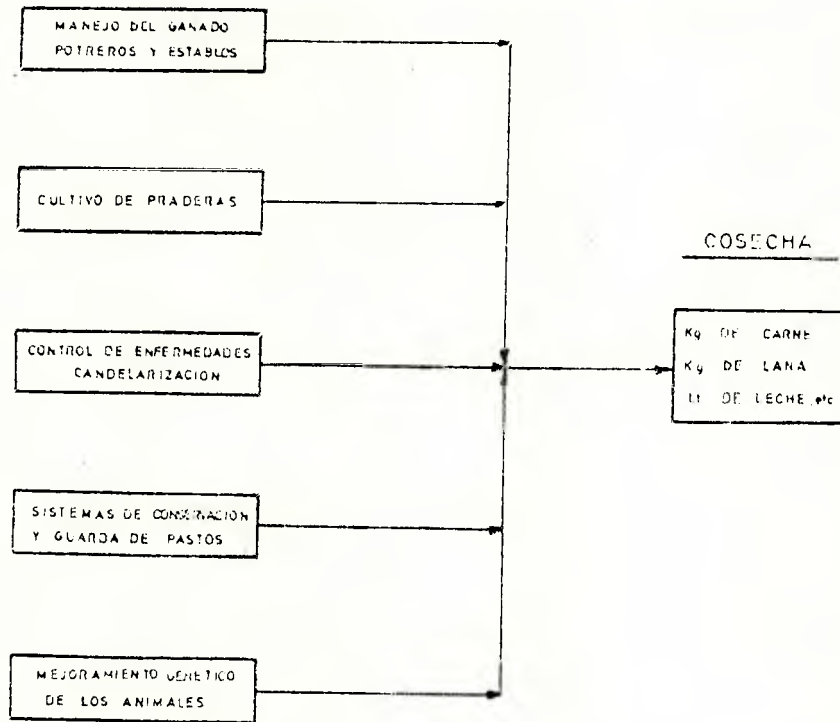 MANEJO DEL GANADO
POTREROS Y ESTABLOS
CULTIVO DE PRADERAS
CONTROL DE ENFERMEDADES
CANDELARIZACION
SISTEMAS DE CONSERVACION
Y GUARDA DE PASTOS
MEJORAMIENTO GENETICO
DE LOS ANIMALES
COSECHA
Kg DE CARNE
Kg DE LANA
Lt DE LECHE, etc